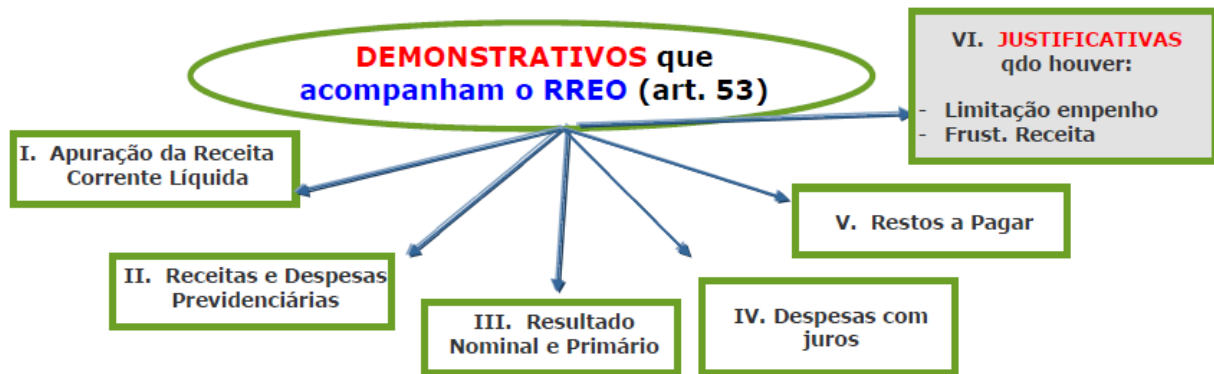 DEMONSTRATIVOS que
acompanham o RREO (art. 53)
I. Apuração da Receita
Corrente Líquida
II. Receitas e Despesas
Previdenciárias
III. Resultado
Nominal e Primário
IV. Despesas com
juros
V. Restos a Pagar
VI. JUSTIFICATIVAS
qdo houver:
- Limitação empenho
- Frust. Receita